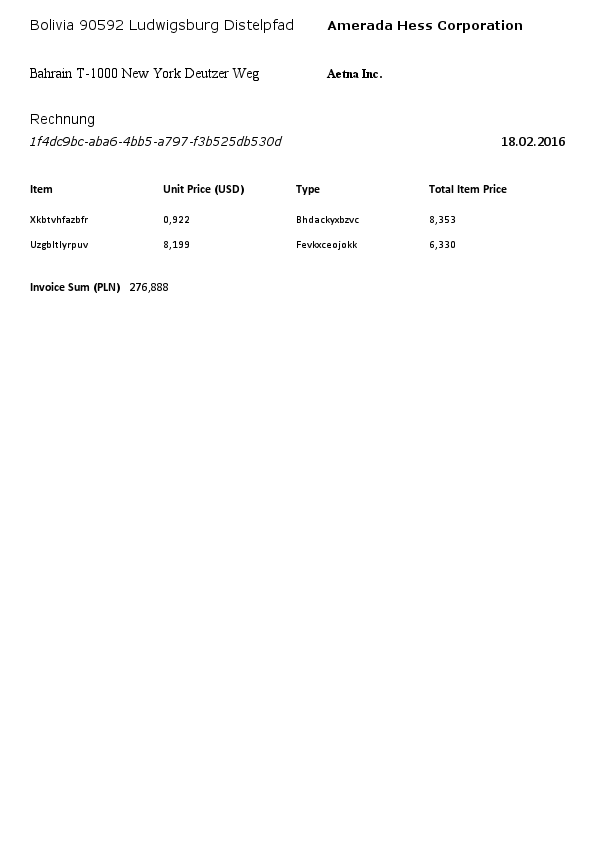 Bolivia 90592 Ludwigsburg Distelpfad Amerada Hess Corporation
Bahrain T-1000 New York Deutzer Weg Aetna Inc.
Rechnung
1f4dc9bc-aba6-4bb5-a797-f3b525db530d 18.02.2016
Item Unit Price (USD) Type Total Item Price
Xkbtvhfazbfr 0,922 Bhdackyxbzvc 8,353
Uzgbltlyrpuv 8,199 Fevkxceojokk 6,330
Invoice Sum (PLN) 276,888